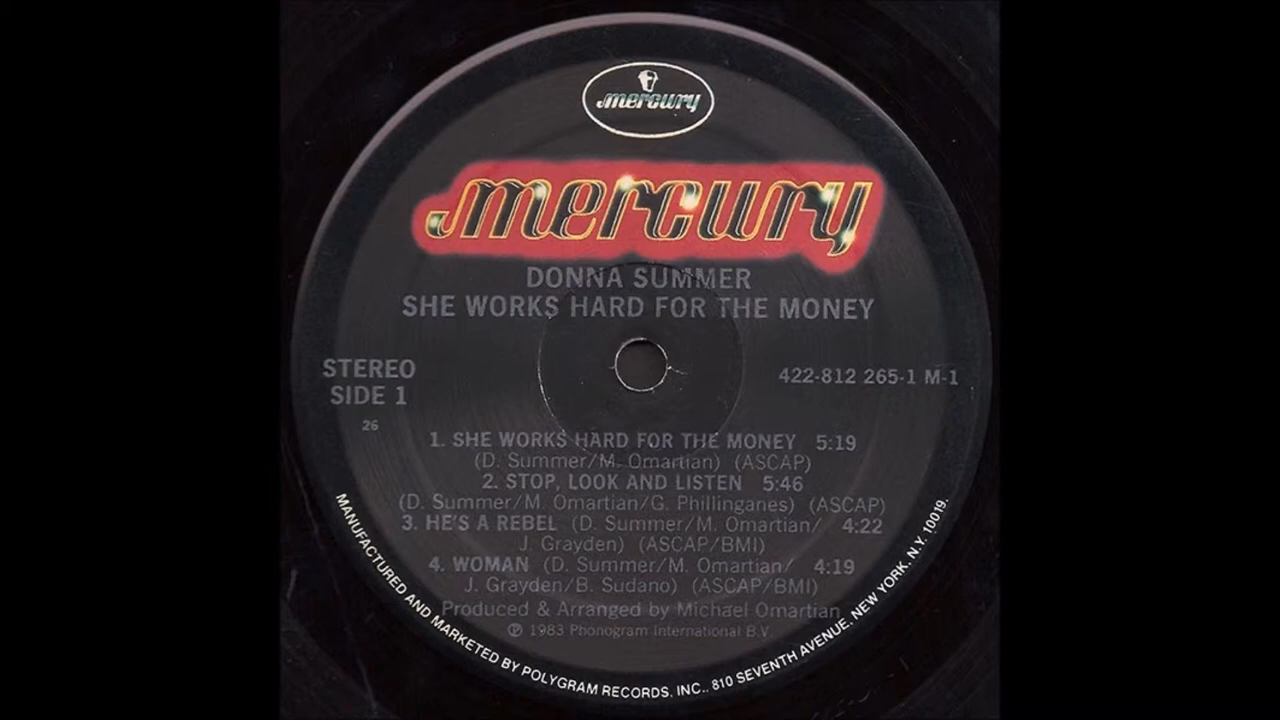 mercury
mercury
DONNA SUMMER
SHE WORKS HARD FOR THE MONEY
STEREO
SIDE 1
26
422-812 265-1 M-1
1. SHE WORKS HARD FOR THE MONEY 5:19
(D. Summer/M. Omartian) (ASCAP)
2. STOP, LOOK AND LISTEN 5:46
(D. Summer/M. Omartian/G. Phillinganes) (ASCAP)
3. HE'S A REBEL (D. Summer/M. Omartian/ 4:22
J. Grayden) (ASCAP/BMI)
4. WOMAN (D. Summer/M. Omartian/ 4:19
J. Grayden/B. Sudano) (ASCAP/BMI)
Produced & Arranged by Michael Omartian
℗ 1983 Phonogram International B.V.
MANUFACTURED AND MARKETED BY POLYGRAM RECORDS, INC., 810 SEVENTH AVENUE, NEW YORK, N.Y. 10019.